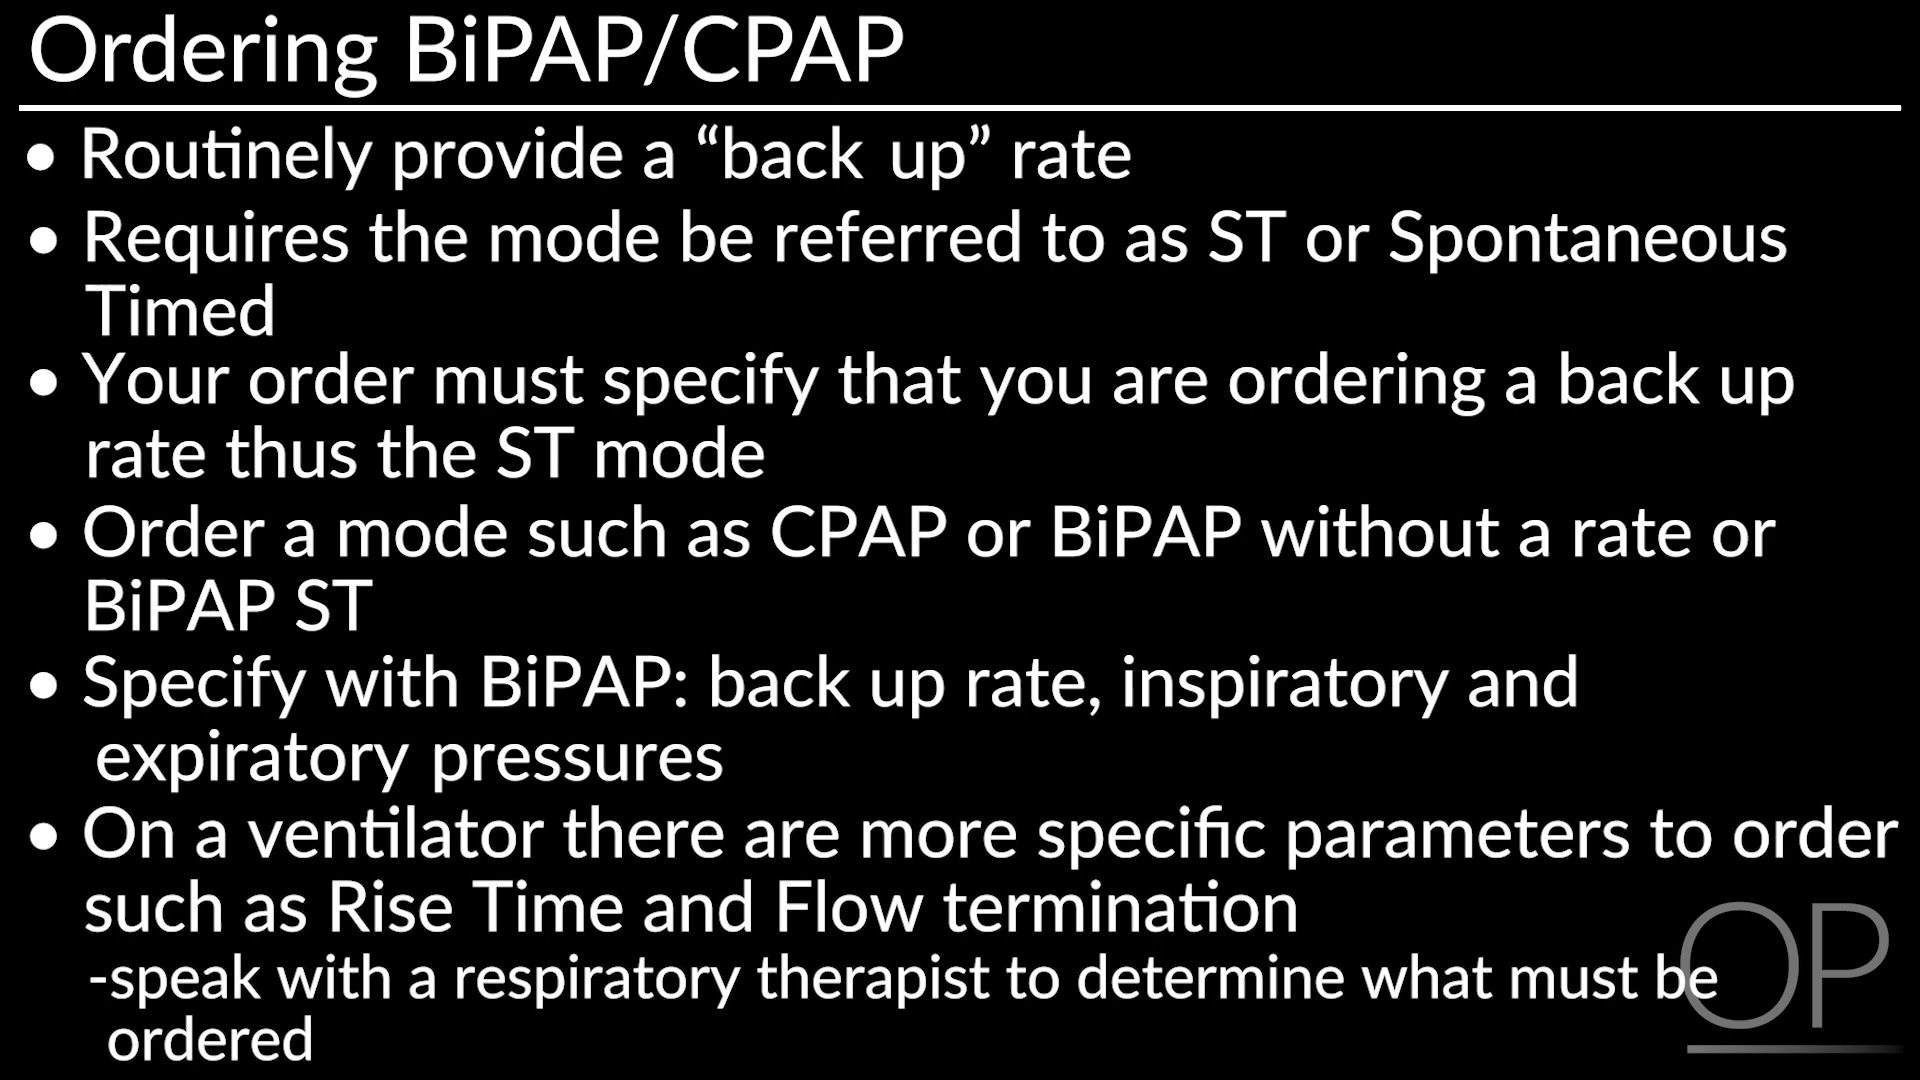 Ordering BiPAP/CPAP
• Routinely provide a “back up” rate
• Requires the mode be referred to as ST or Spontaneous
Timed
• Your order must specify that you are ordering a back up
rate thus the ST mode
• Order a mode such as CPAP or BiPAP without a rate or
BiPAP ST
• Specify with BiPAP: back up rate, inspiratory and
expiratory pressures
• On a ventilator there are more specific parameters to order
such as Rise Time and Flow termination
-speak with a respiratory therapist to determine what must be
ordered
OP